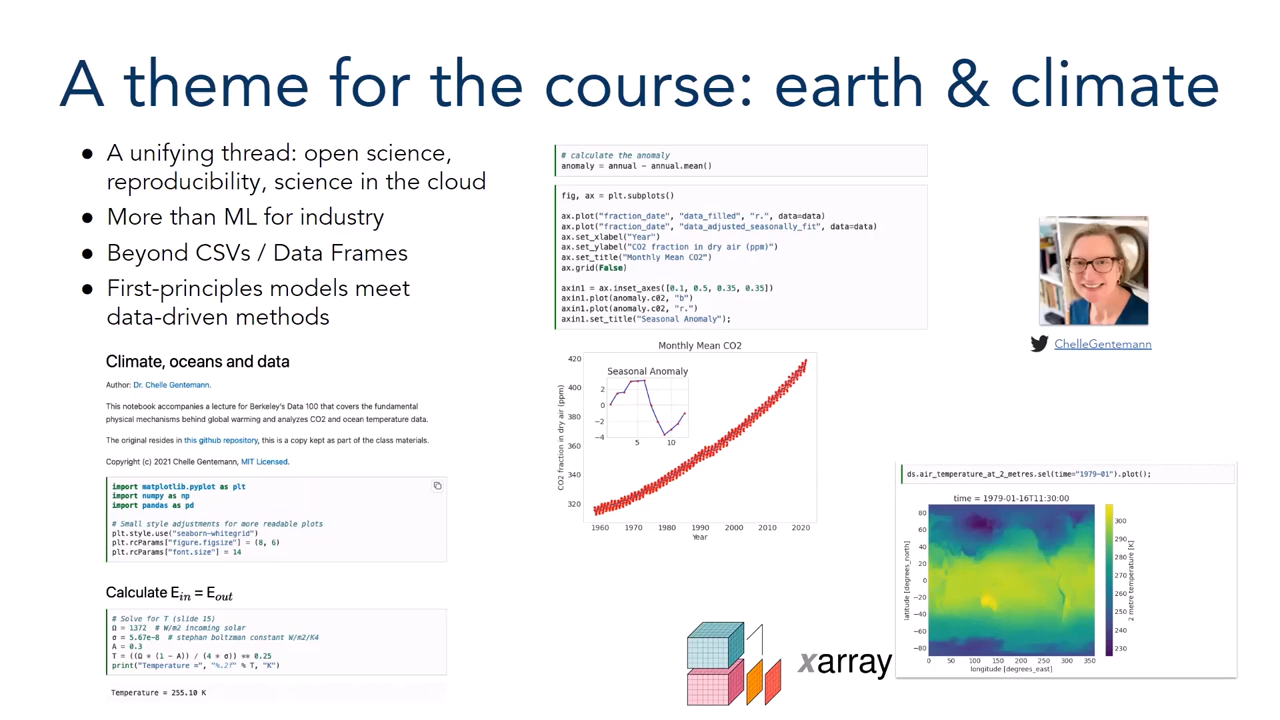 A theme for the course: earth & climate
● A unifying thread: open science,
reproducibility, science in the cloud
● More than ML for industry
● Beyond CSVs / Data Frames
● First-principles models meet
data-driven methods
Climate, oceans and data
Author: Dr. Chelle Gentemann.
This notebook accompanies a lecture for Berkeley's Data 100 that covers the fundamental
physical mechanisms behind global warming and analyzes CO2 and ocean temperature data.
The original resides in this github repository, this is a copy kept as part of the class materials.
Copyright (c) 2021 Chelle Gentemann, MIT Licensed.
import matplotlib.pyplot as plt
import numpy as np
import pandas as pd
# Small style adjustments for more readable plots
plt.style.use("seaborn-whitegrid")
plt.rcParams["figure.figsize"] = (8, 6)
plt.rcParams["font.size"] = 14
Calculate E_in = E_out
# Solve for T (slide 15)
Ω = 1372 # W/m2 incoming solar
σ = 5.67e-8 # stephan boltzman constant W/m2/K4
A = 0.3
T = ((Ω * (1 - A)) / (4 * σ)) ** 0.25
print("Temperature =", "%.2f" % T, "K")
Temperature = 255.10 K
# calculate the anomaly
anomaly = annual - annual.mean()
fig, ax = plt.subplots()
ax.plot("fraction_date", "data_filled", "r.", data=data)
ax.plot("fraction_date", "data_adjusted_seasonally_fit", data=data)
ax.set_xlabel("Year")
ax.set_ylabel("CO2 fraction in dry air (ppm)")
ax.set_title("Monthly Mean CO2")
ax.grid(False)
axin1 = ax.inset_axes([0.1, 0.5, 0.35, 0.35])
axin1.plot(anomaly.c02, "b")
axin1.plot(anomaly.c02, "r.")
axin1.set_title("Seasonal Anomaly");
Monthly Mean CO2
Seasonal Anomaly
2
0
−2
−4
5 10
420
400
380
360
340
320
CO2 fraction in dry air (ppm)
1960 1970 1980 1990 2000 2010 2020
Year
ChelleGentemann
xarray
ds.air_temperature_at_2_metres.sel(time="1979-01").plot();
time = 1979-01-16T11:30:00
80
60
40
20
0
−20
−40
−60
−80
latitude [degrees_north]
0 50 100 150 200 250 300 350
longitude [degrees_east]
300
290
280
270
260
250
240
230
2 metre temperature [K]